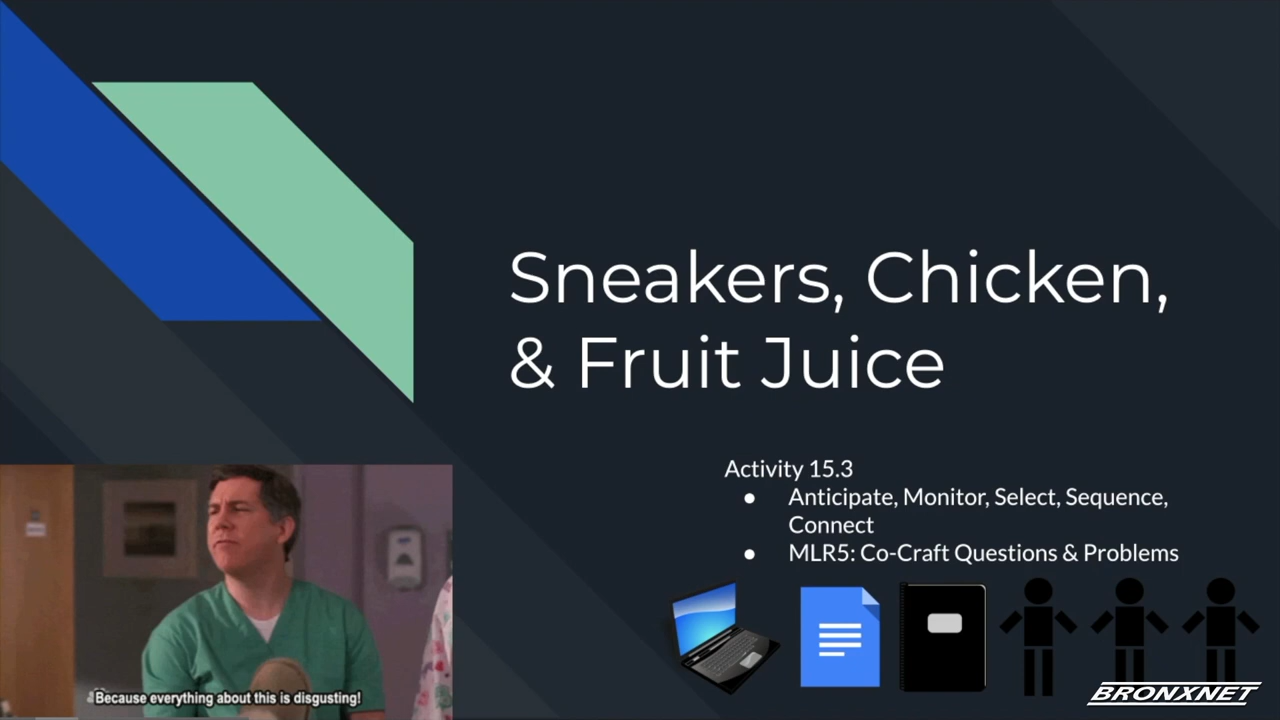 Sneakers, Chicken,
& Fruit Juice
Activity 15.3
● Anticipate, Monitor, Select, Sequence,
Connect
● MLR5: Co-Craft Questions & Problems
Because everything about this is disgusting!
BRONXNET